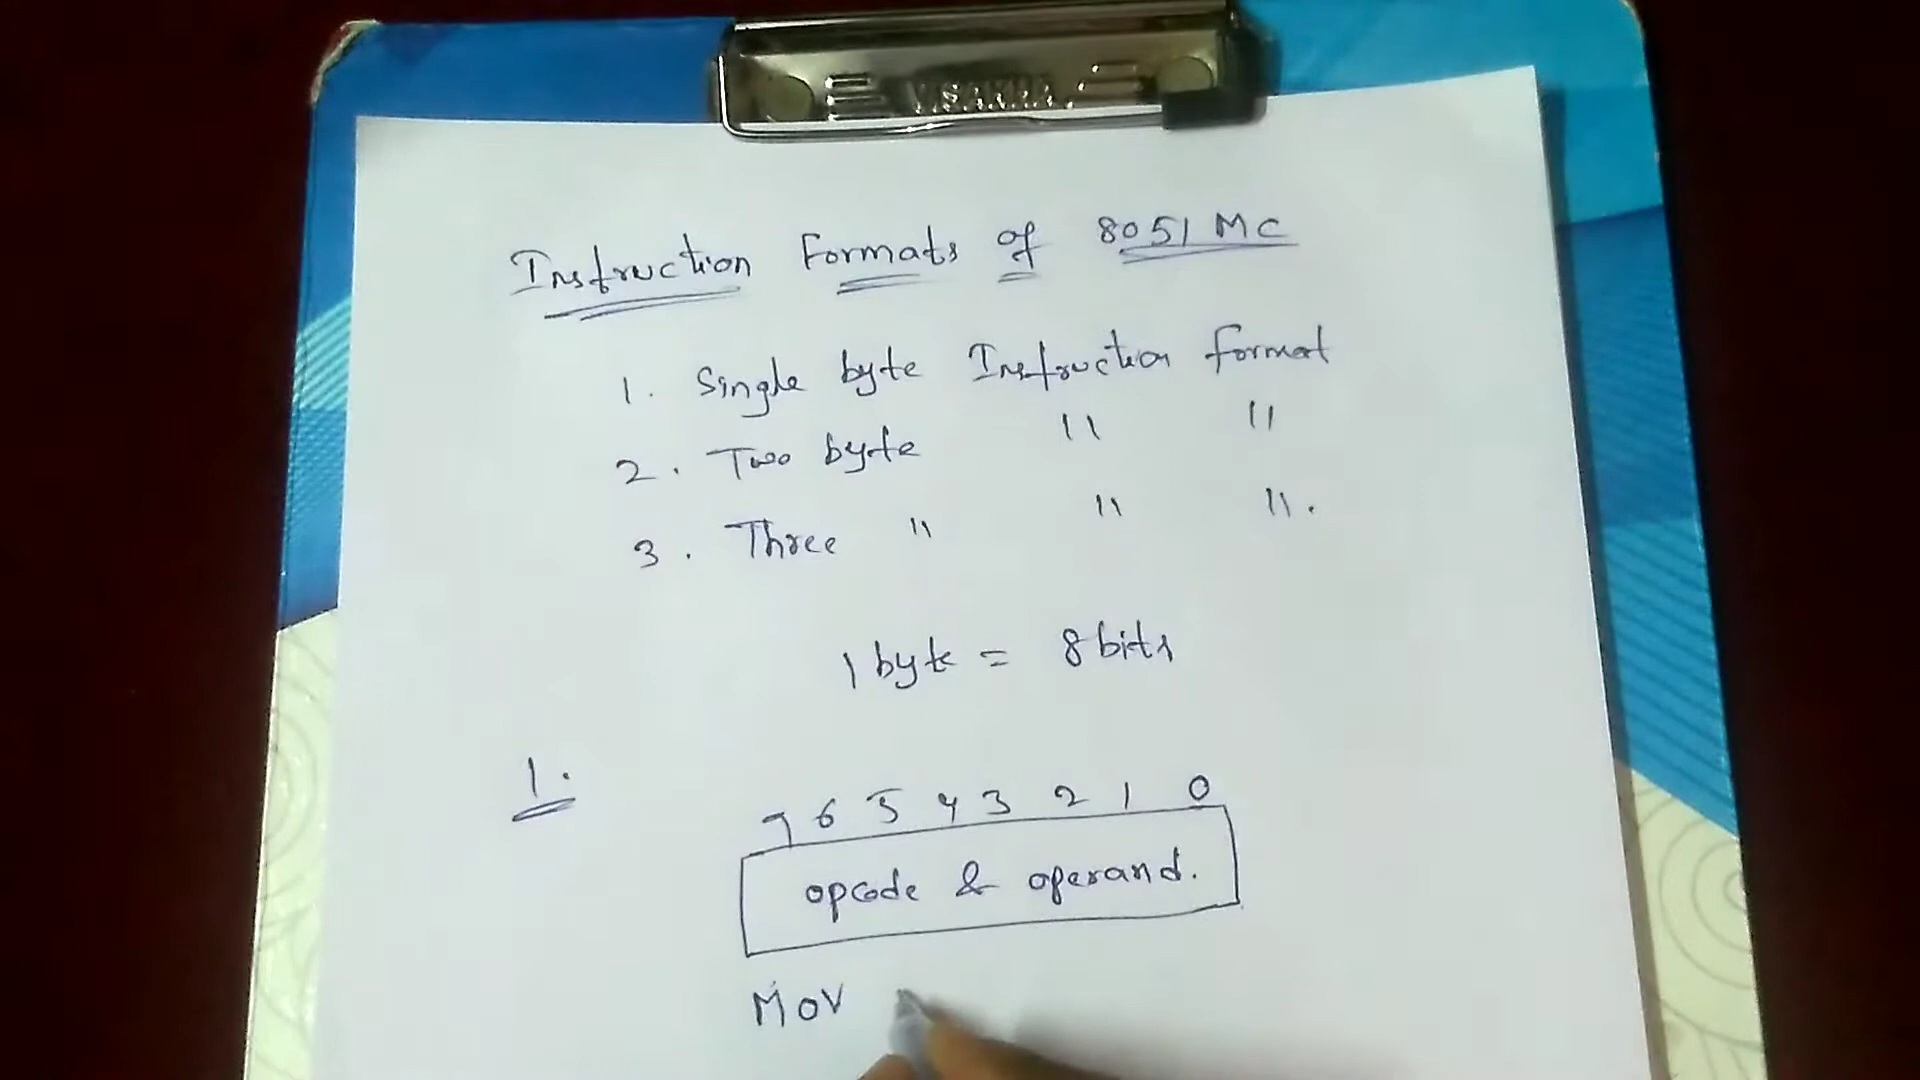 VISAKHA
Instruction Formats of 8051 MC
1. Single byte Instruction format
2. Two byte " "
3. Three " " ".
1 byte = 8 bits
1.
7 6 5 4 3 2 1 0
opcode & operand.
MOV